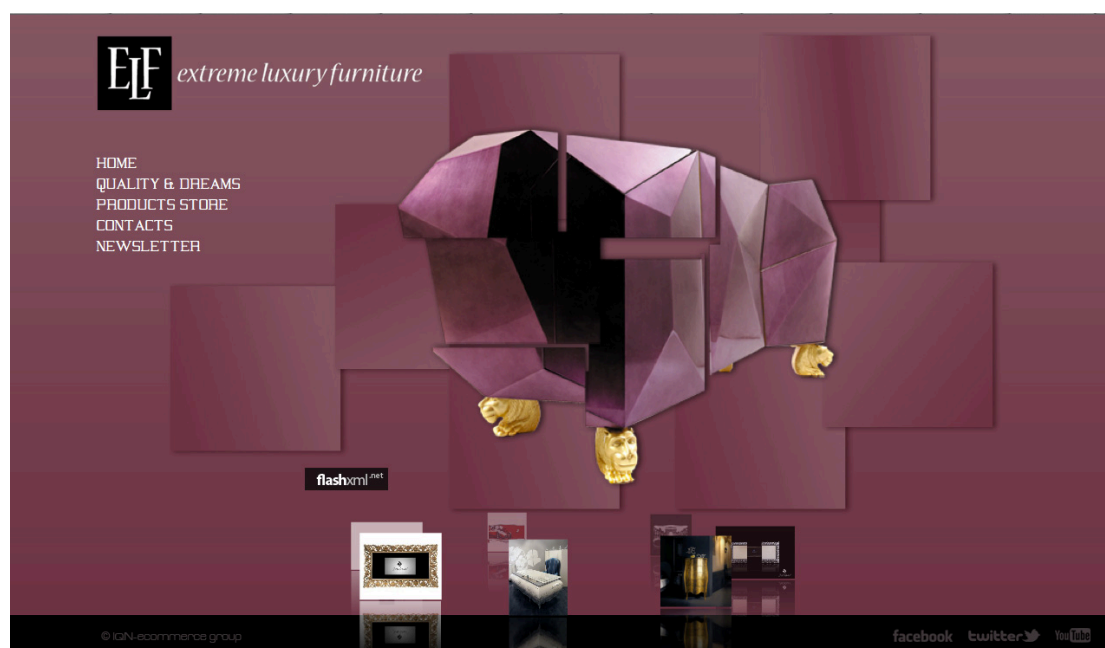 ELF extreme luxury furniture
HOME
QUALITY & DREAMS
PRODUCTS STORE
CONTACTS
NEWSLETTER
flashxml.net
© IQN-ecommerce group
facebook twitter YouTube